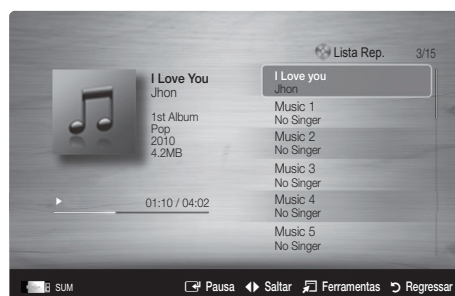 Lista Rep. 3/15
I Love You
Jhon
1st Album
Pop
2010
4.2MB
01:10 / 04:02
I Love you
Jhon
Music 1
No Singer
Music 2
No Singer
Music 3
No Singer
Music 4
No Singer
Music 5
No Singer
SUM Pausa Saltar Ferramentas Regressar